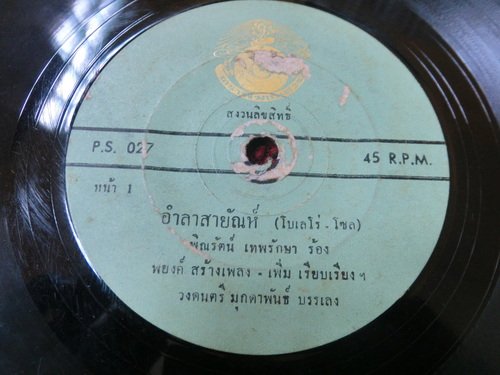 สงวนลิขสิทธิ์
P.S. 027
45 R.P.M.
หน้า 1
อำลาสายัณห์ (โบเลโร่ - โซล)
พิณรัตน์ เทพรักษา ร้อง
พยงค์ สร้างเพลง - เพิ่ม เรียบเรียง ฯ
วงดนตรี มุกดาพันธ์ บรรเลง